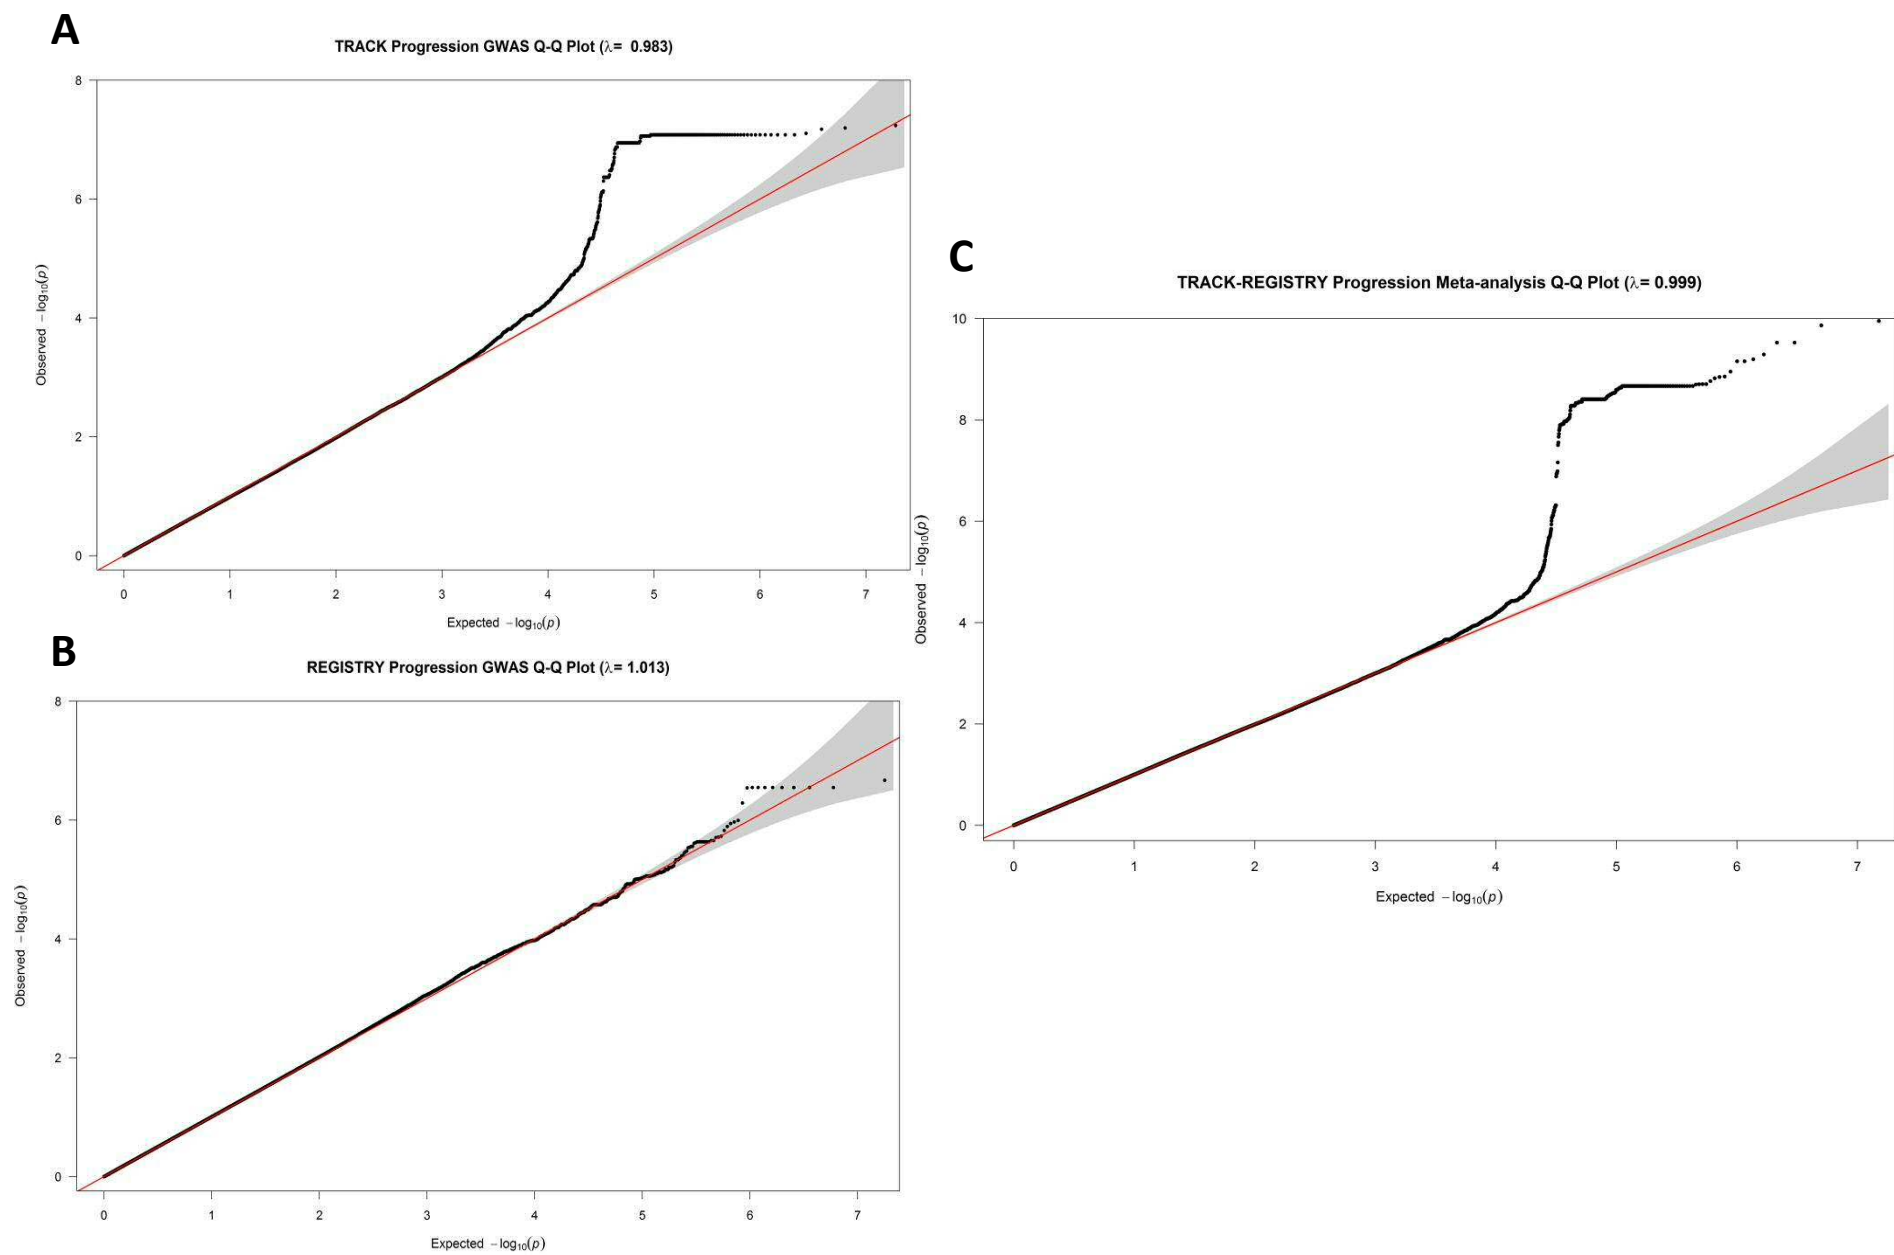 A
TRACK Progression GWAS Q-Q Plot (λ= 0.983)
8
6
4
2
0
Observed −log10(p)
0 1 2 3 4 5 6 7
Expected −log10(p)
B
REGISTRY Progression GWAS Q-Q Plot (λ= 1.013)
8
6
4
2
0
Observed −log10(p)
0 1 2 3 4 5 6 7
Expected −log10(p)
C
TRACK-REGISTRY Progression Meta-analysis Q-Q Plot (λ= 0.999)
10
8
6
4
2
0
Observed −log10(p)
0 1 2 3 4 5 6 7
Expected −log10(p)